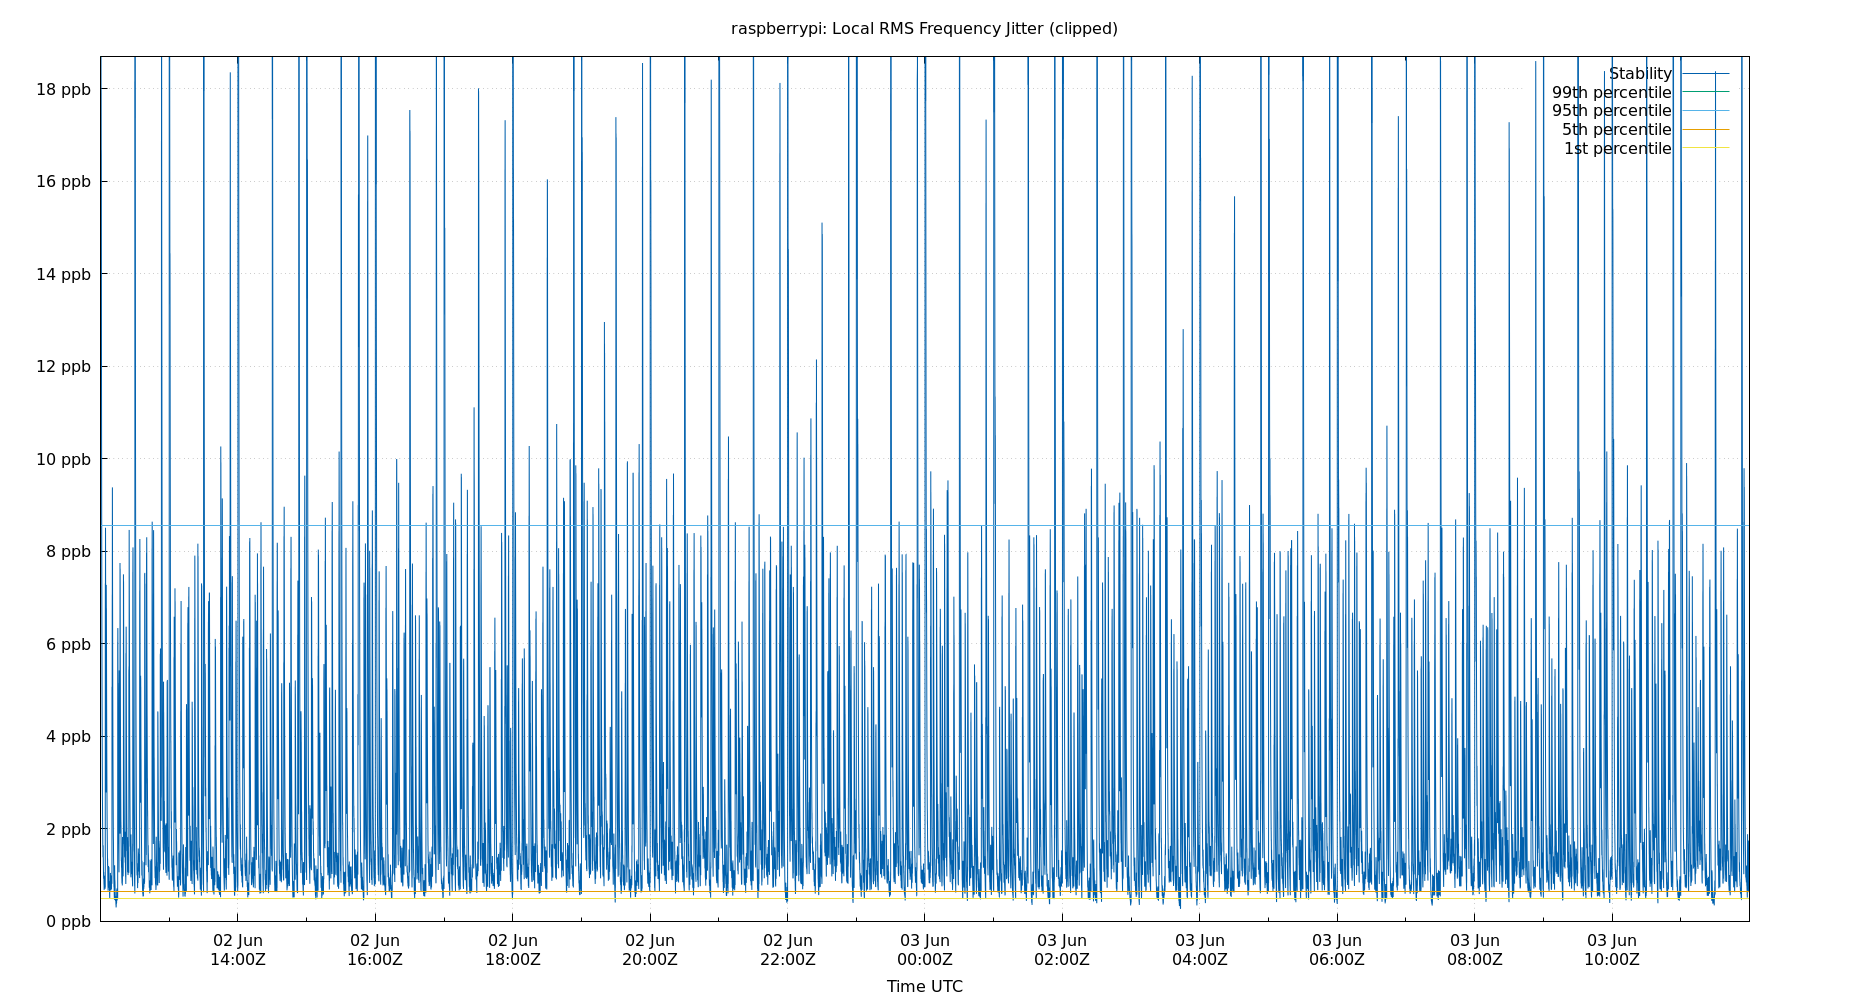 raspberrypi: Local RMS Frequency Jitter (clipped)
18 ppb
16 ppb
14 ppb
12 ppb
10 ppb
8 ppb
6 ppb
4 ppb
2 ppb
0 ppb
Stability
99th percentile
95th percentile
5th percentile
1st percentile
02 Jun 02 Jun 02 Jun 02 Jun 02 Jun 03 Jun 03 Jun 03 Jun 03 Jun 03 Jun 03 Jun
14:00Z 16:00Z 18:00Z 20:00Z 22:00Z 00:00Z 02:00Z 04:00Z 06:00Z 08:00Z 10:00Z
Time UTC